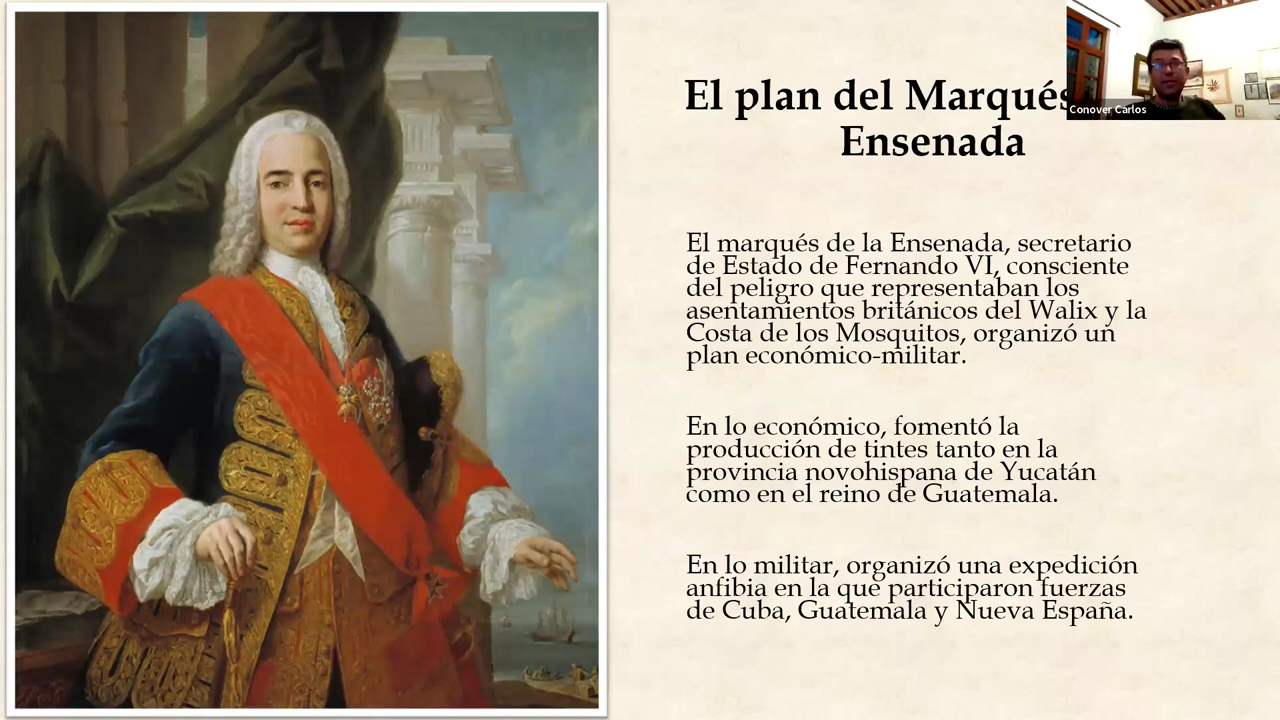 El plan del Marqués
Ensenada
Conover Carlos
El marqués de la Ensenada, secretario
de Estado de Fernando VI, consciente
del peligro que representaban los
asentamientos británicos del Walix y la
Costa de los Mosquitos, organizó un
plan económico-militar.
En lo económico, fomentó la
producción de tintes tanto en la
provincia novohispana de Yucatán
como en el reino de Guatemala.
En lo militar, organizó una expedición
anfibia en la que participaron fuerzas
de Cuba, Guatemala y Nueva España.